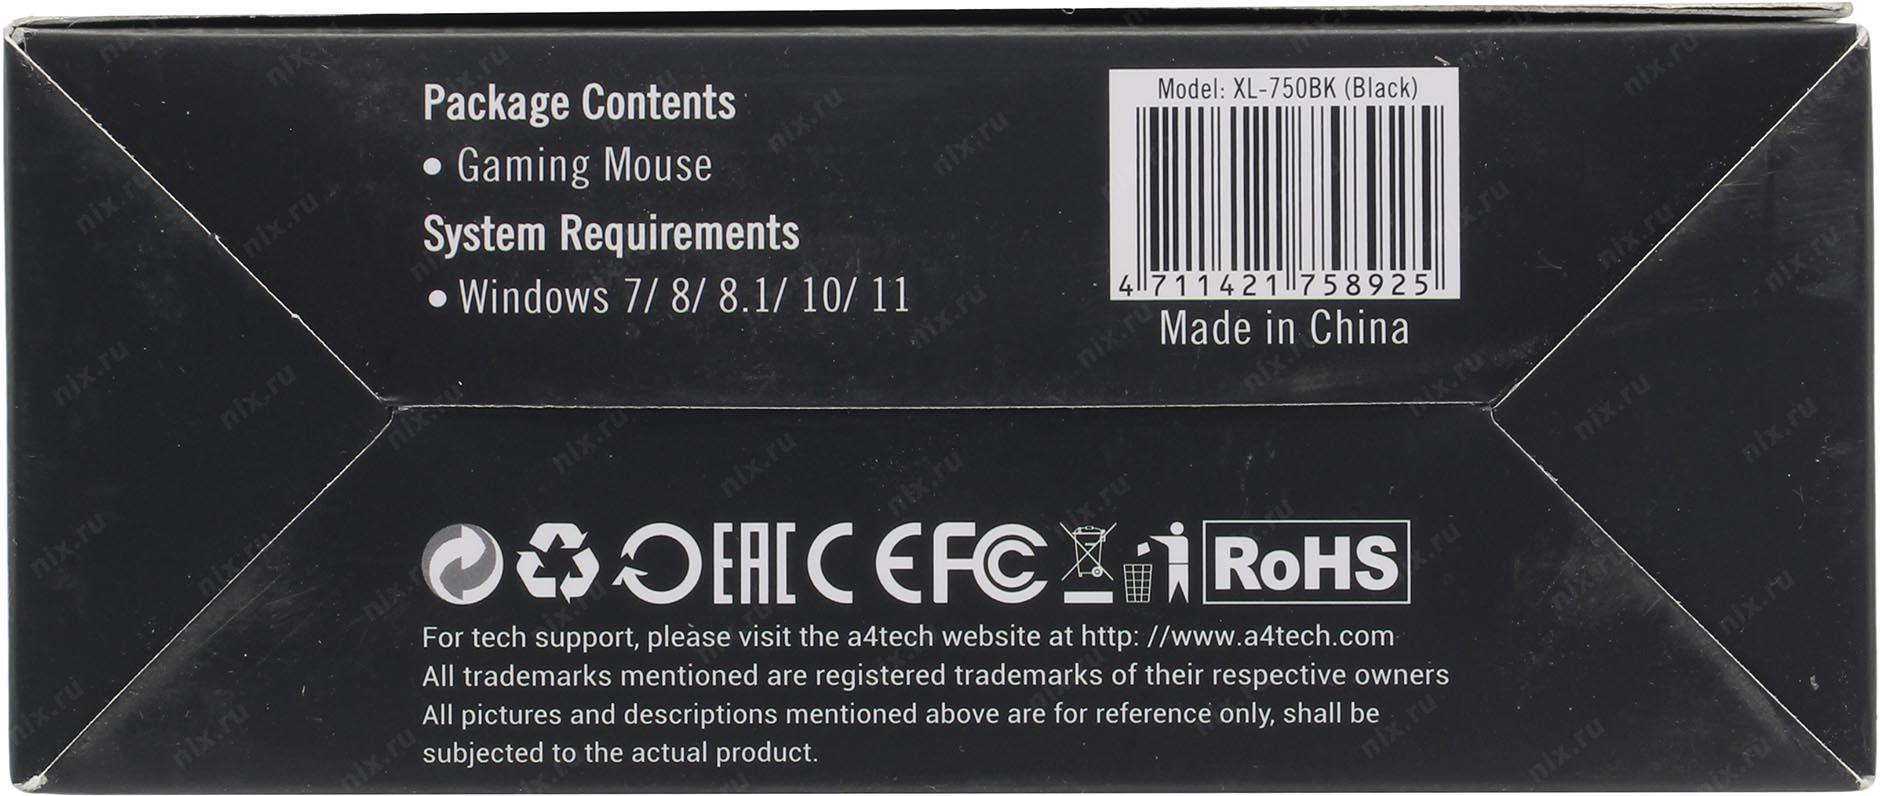 Package Contents
• Gaming Mouse
System Requirements
• Windows 7/ 8/ 8.1/ 10/ 11
Model: XL-750BK (Black)
4 711421 758925
Made in China
EAC CE FC RoHS
For tech support, please visit the a4tech website at http: //www.a4tech.com
All trademarks mentioned are registered trademarks of their respective owners
All pictures and descriptions mentioned above are for reference only, shall be
subjected to the actual product.
nix.ru